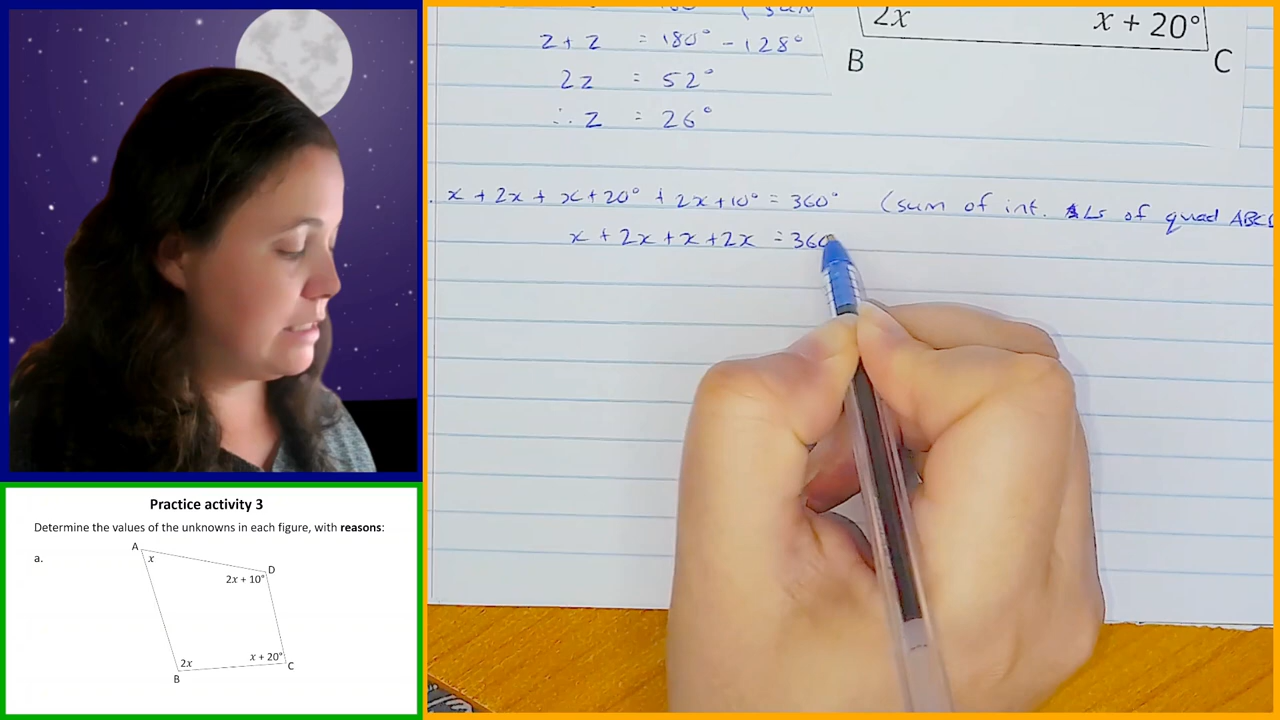 Z + Z = 180° - 128°
2Z = 52°
∴ Z = 26°
2x x + 20°
B C
x + 2x + x + 20° + 2x + 10° = 360° (sum of int. ∠s of quad ABCD
x + 2x + x + 2x = 360
Practice activity 3
Determine the values of the unknowns in each figure, with reasons:
a.
A
x
D
2x + 10°
2x
x + 20°
B
C